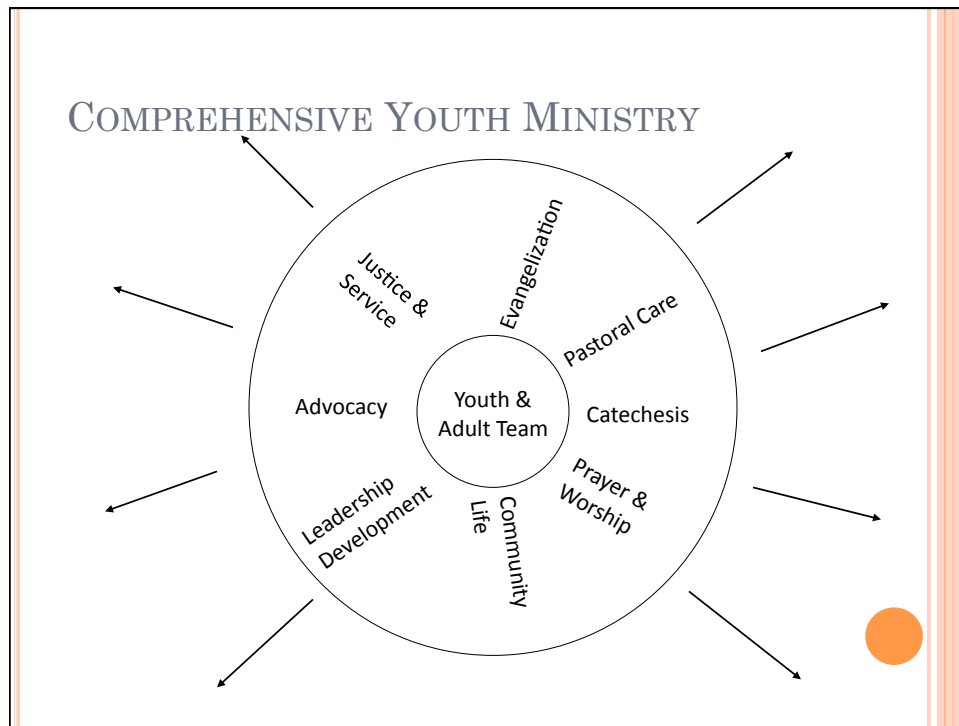 COMPREHENSIVE YOUTH MINISTRY
Evangelization
Pastoral Care
Catechesis
Prayer &
Worship
Community
Life
Leadership
Development
Advocacy
Justice &
Service
Youth &
Adult Team